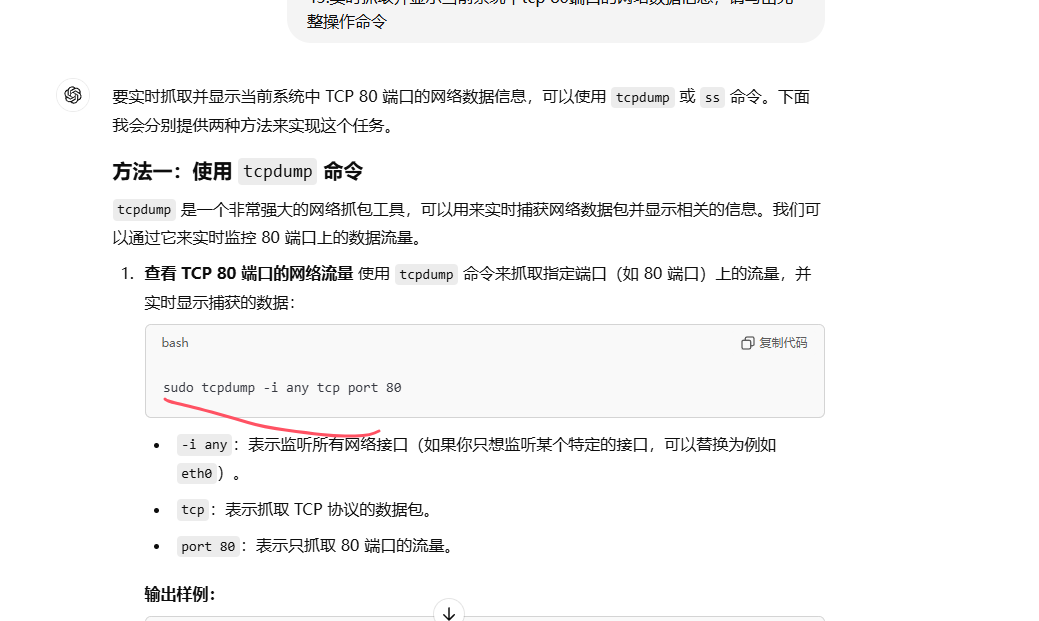 整操作命令
要实时抓取并显示当前系统中 TCP 80 端口的网络数据信息，可以使用 tcpdump 或 ss 命令。下面
我会分别提供两种方法来实现这个任务。
方法一：使用 tcpdump 命令
tcpdump 是一个非常强大的网络抓包工具，可以用来实时捕获网络数据包并显示相关的信息。我们可
以通过它来实时监控 80 端口上的数据流量。
1. 查看 TCP 80 端口的网络流量 使用 tcpdump 命令来抓取指定端口（如 80 端口）上的流量，并
实时显示捕获的数据：
bash 复制代码
sudo tcpdump -i any tcp port 80
• -i any：表示监听所有网络接口（如果你只想监听某个特定的接口，可以替换为例如
eth0）。
• tcp：表示抓取 TCP 协议的数据包。
• port 80：表示只抓取 80 端口的流量。
输出样例：